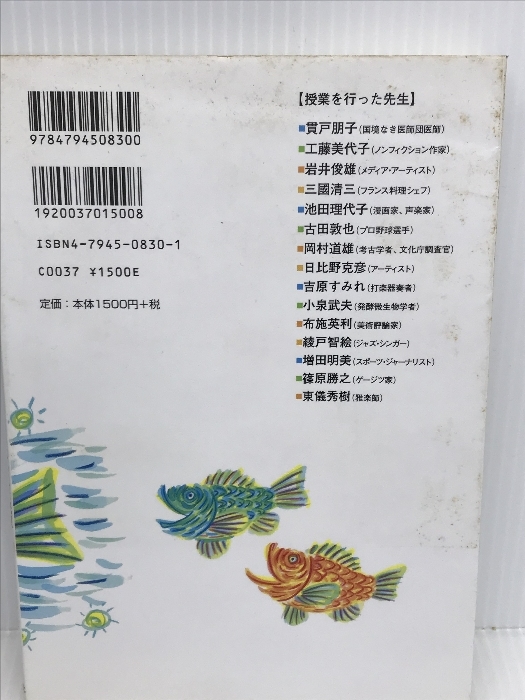 9784794508300
1920037015008
ISBN4-7945-0830-1
C0037 ¥1500E
定価：本体1500円+税
【授業を行った先生】
■貫戸朋子（国境なき医師団医師）
■工藤美代子（ノンフィクション作家）
■岩井俊雄（メディア・アーティスト）
■三國清三（フランス料理シェフ）
■池田理代子（漫画家、声楽家）
■古田敦也（プロ野球選手）
■岡村道雄（考古学者、文化庁調査官）
■日比野克彦（アーティスト）
■吉原すみれ（打楽器奏者）
■小泉武夫（発酵微生物学者）
■布施英利（美術評論家）
■綾戸智絵（ジャズ・シンガー）
■増田明美（スポーツ・ジャーナリスト）
■篠原勝之（ゲージツ家）
■東儀秀樹（雅楽師）